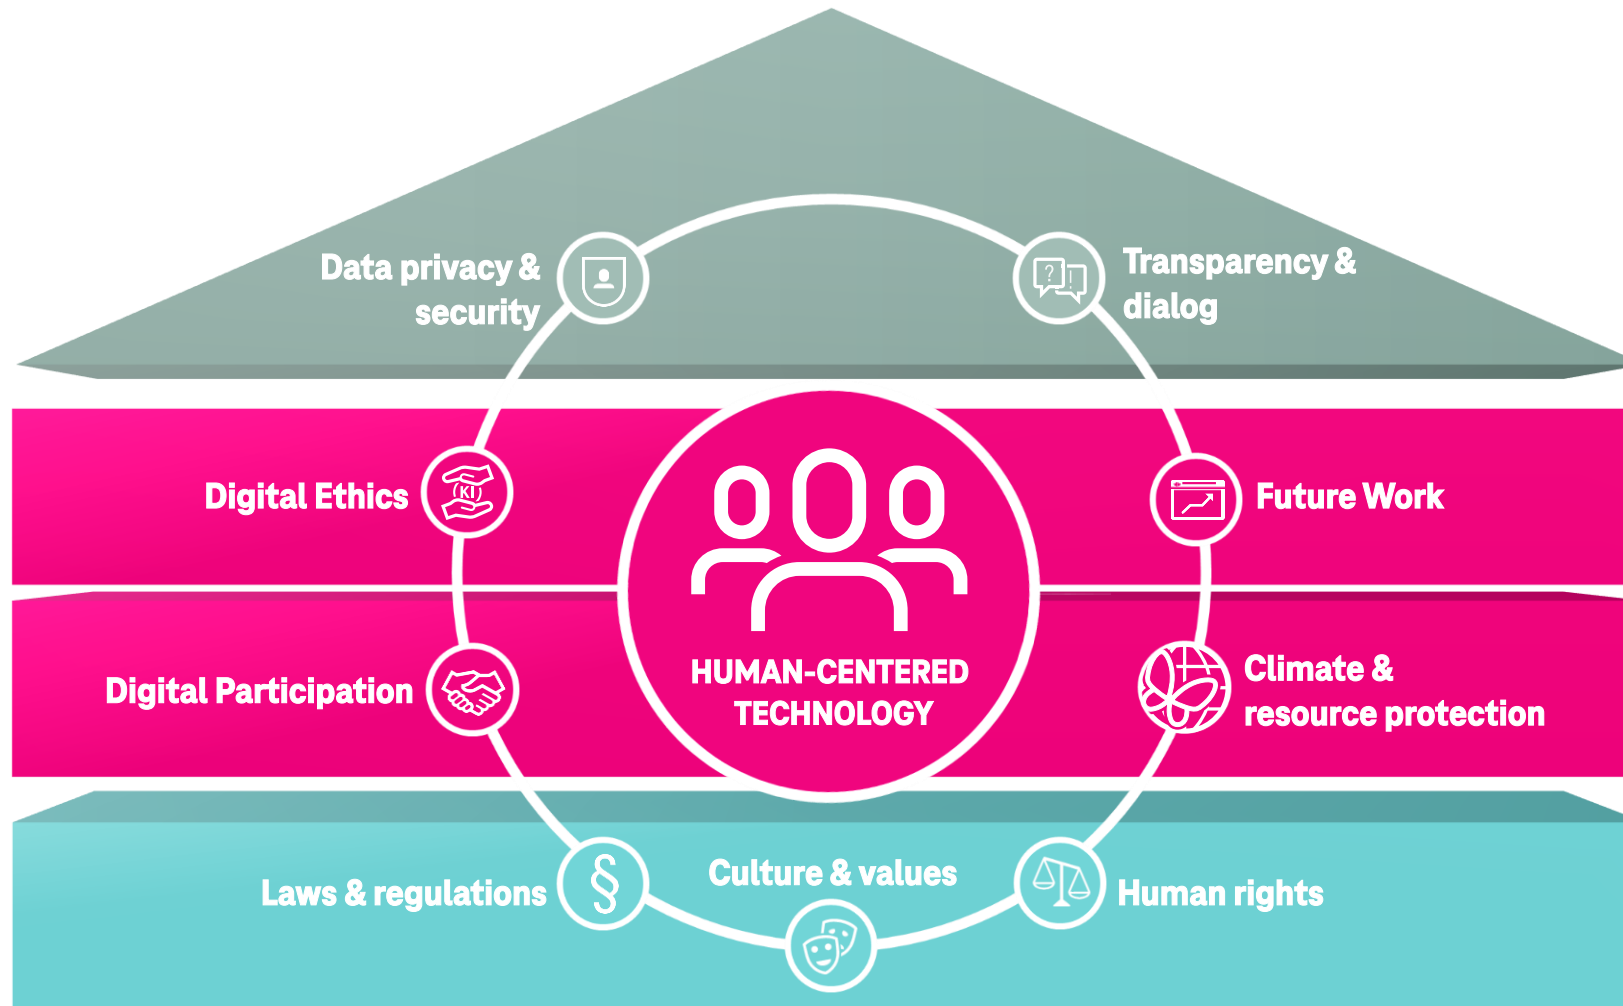 Data privacy &
security
Transparency &
dialog
?
!
Digital Ethics
(KI)
Future Work
HUMAN-CENTERED
TECHNOLOGY
Digital Participation
Climate &
resource protection
Laws & regulations
§
Culture & values
Human rights